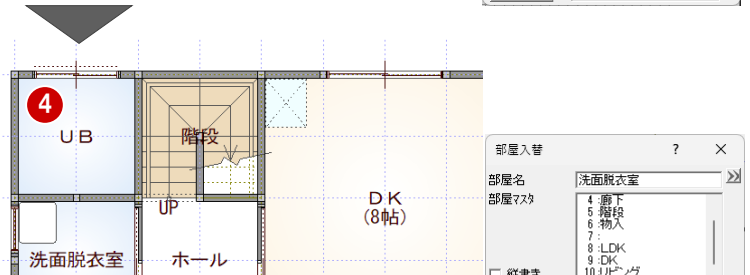 4
UB
階段
UP
DK
(8帖)
洗面脱衣室
ホール
部屋入替 ? ×
部屋名 洗面脱衣室
部屋マスタ
4 :廊下
5 :階段
6 :物入
7 :
8 :LDK
9 :DK
10:リビング
縦書き